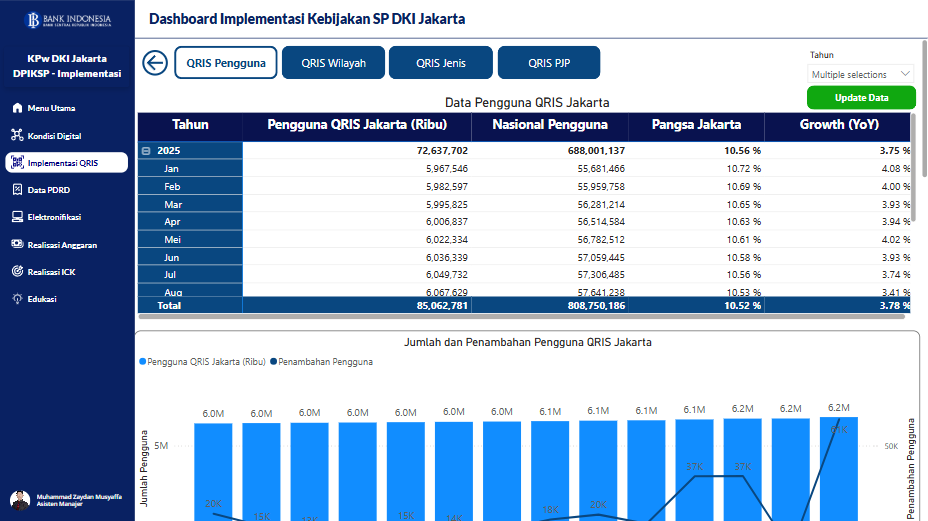 BANK INDONESIA
BANK SENTRAL REPUBLIK INDONESIA
Dashboard Implementasi Kebijakan SP DKI Jakarta
KPw DKI Jakarta
DPIKSP - Implementasi
Menu Utama
Kondisi Digital
Implementasi QRIS
Data PDRD
Elektronifikasi
Realisasi Anggaran
Realisasi ICK
Edukasi
Muhammad Zaydan Musyaffa
Asisten Manajer
QRIS Pengguna QRIS Wilayah QRIS Jenis QRIS PJP
Tahun
Multiple selections
Update Data
Data Pengguna QRIS Jakarta
Tahun Pengguna QRIS Jakarta (Ribu) Nasional Pengguna Pangsa Jakarta Growth (YoY)
2025 72,637,702 688,001,137 10.56 % 3.75 %
Jan 5,967,546 55,681,466 10.72 % 4.08 %
Feb 5,982,597 55,959,758 10.69 % 4.00 %
Mar 5,995,825 56,281,214 10.65 % 3.93 %
Apr 6,006,837 56,514,584 10.63 % 3.94 %
Mei 6,022,334 56,782,512 10.61 % 4.02 %
Jun 6,036,339 57,059,445 10.58 % 3.93 %
Jul 6,049,732 57,306,485 10.56 % 3.74 %
Aug 6,067,629 57,641,238 10.53 % 3.41 %
Total 85,062,781 808,750,186 10.52 % 3.78 %
Jumlah dan Penambahan Pengguna QRIS Jakarta
Pengguna QRIS Jakarta (Ribu) Penambahan Pengguna
6.0M 6.0M 6.0M 6.0M 6.0M 6.0M 6.0M 6.1M 6.1M 6.1M 6.1M 6.2M 6.2M 6.2M
Jumlah Pengguna
5M
20K 15K 13K 15K 14K 18K 20K 37K 37K 61K
50K
Penambahan Pengguna